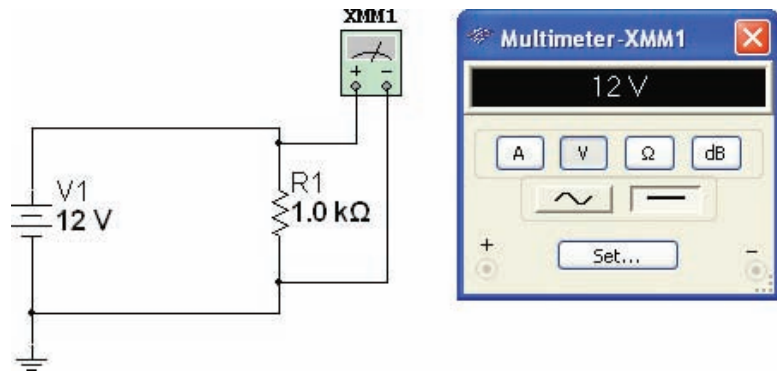 XMM1
+ −
V1
12 V
R1
1.0 kΩ
Multimeter-XMM1
12 V
A V Ω dB
+ −
Set...